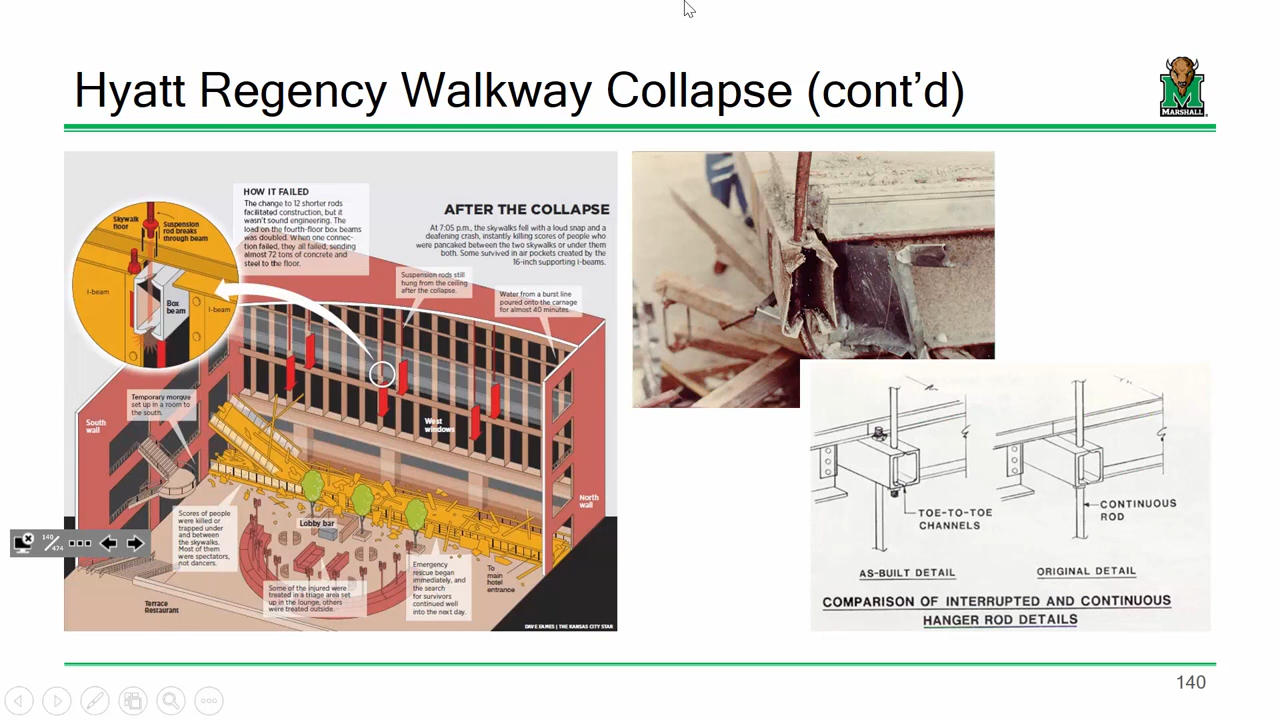 Hyatt Regency Walkway Collapse (cont’d)
MARSHALL
HOW IT FAILED
The change to 12 shorter rods
facilitated construction, but it
wasn't sound engineering. The
load on the fourth-floor box beams
was doubled. When one connec-
tion failed, they all failed, sending
almost 72 tons of concrete and
steel to the floor.
AFTER THE COLLAPSE
At 7:05 p.m., the skywalks fell with a loud snap and a
deafening crash, instantly killing scores of people who
were pancaked between the two skywalks or under them
both. Some survived in air pockets created by the
16-inch supporting I-beams.
Skywalk
floor
Suspension
rod breaks
through beam
I-beam
Box
beam
I-beam
Suspension rods still
hung from the ceiling
after the collapse.
Water from a burst line
poured onto the carnage
for almost 40 minutes.
Temporary morgue
set up in a room to
the south.
South
wall
West
windows
North
wall
Scores of people
were killed or
trapped under
and between
the skywalks.
Most of them
were spectators,
not dancers.
Lobby bar
Some of the injured were
treated in a triage area set
up in the lounge, others
were treated outside.
Emergency
rescue began
immediately, and
the search
for survivors
continued well
into the next day.
To
main
hotel
entrance
Terrace
Restaurant
DAVE EAMES | THE KANSAS CITY STAR
TOE-TO-TOE
CHANNELS
CONTINUOUS
ROD
AS-BUILT DETAIL
ORIGINAL DETAIL
COMPARISON OF INTERRUPTED AND CONTINUOUS
HANGER ROD DETAILS
140/474
140